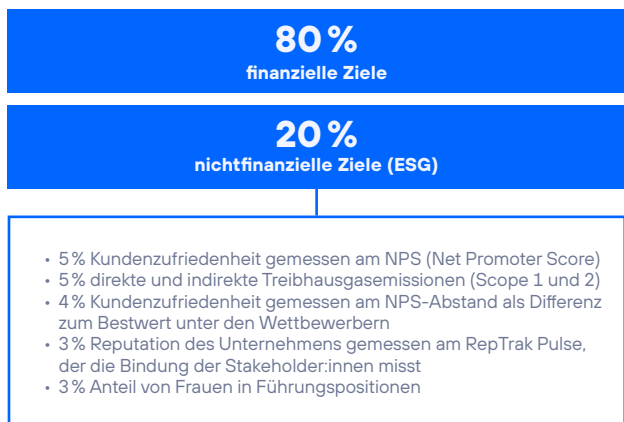 80 %
finanzielle Ziele
20 %
nichtfinanzielle Ziele (ESG)
• 5 % Kundenzufriedenheit gemessen am NPS (Net Promoter Score)
• 5 % direkte und indirekte Treibhausgasemissionen (Scope 1 und 2)
• 4 % Kundenzufriedenheit gemessen am NPS-Abstand als Differenz
zum Bestwert unter den Wettbewerbern
• 3 % Reputation des Unternehmens gemessen am RepTrak Pulse,
der die Bindung der Stakeholder:innen misst
• 3 % Anteil von Frauen in Führungspositionen